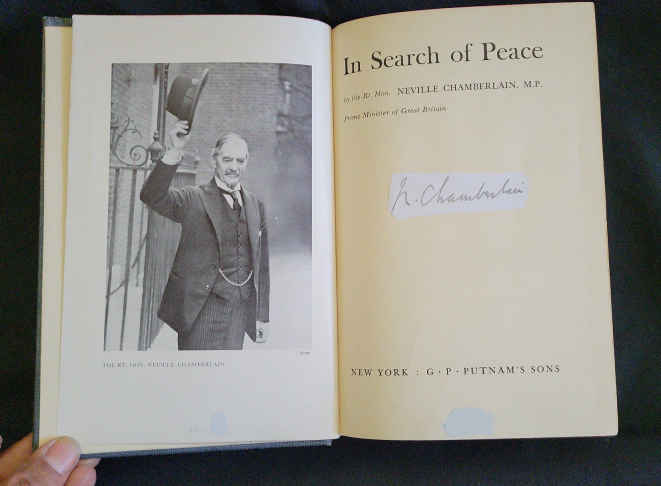 THE RT. HON. NEVILLE CHAMBERLAIN
In Search of Peace
by the Rt. Hon. NEVILLE CHAMBERLAIN, M.P.
Prime Minister of Great Britain
N. Chamberlain
NEW YORK : G · P · PUTNAM'S SONS